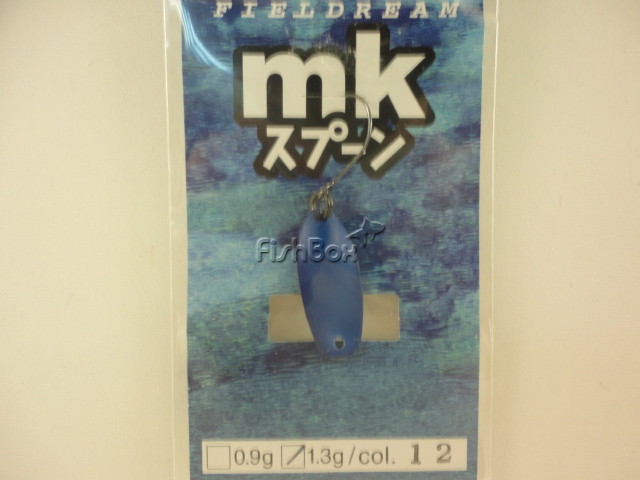 FIELDREAM
mk
スプーン
FishBox
0.9g 1.3g/col. 12